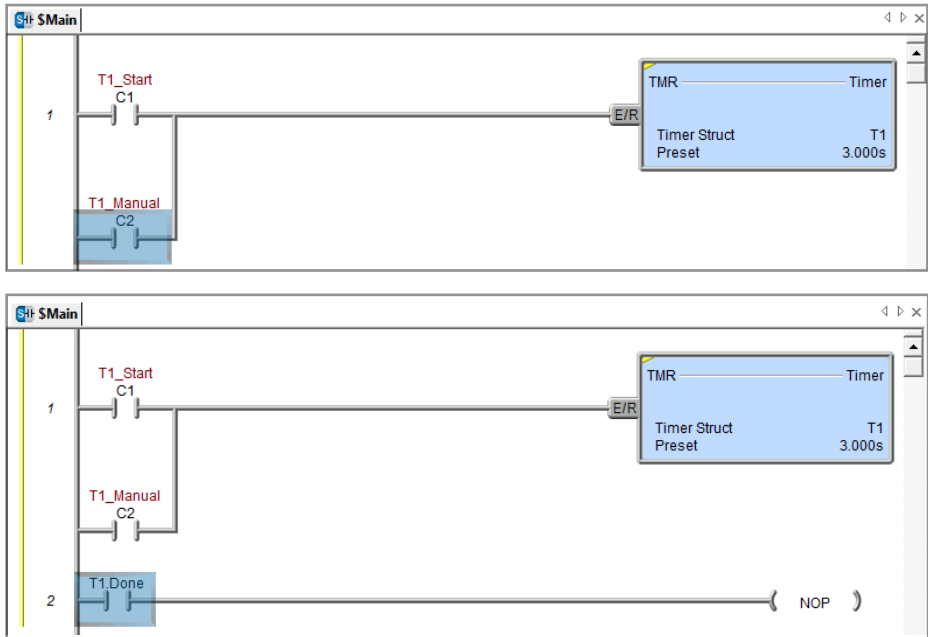 $Main
T1_Start
C1
TMR Timer
1
E/R
Timer Struct T1
Preset 3.000s
T1_Manual
C2
$Main
T1_Start
C1
TMR Timer
1
E/R
Timer Struct T1
Preset 3.000s
T1_Manual
C2
T1.Done
2
NOP